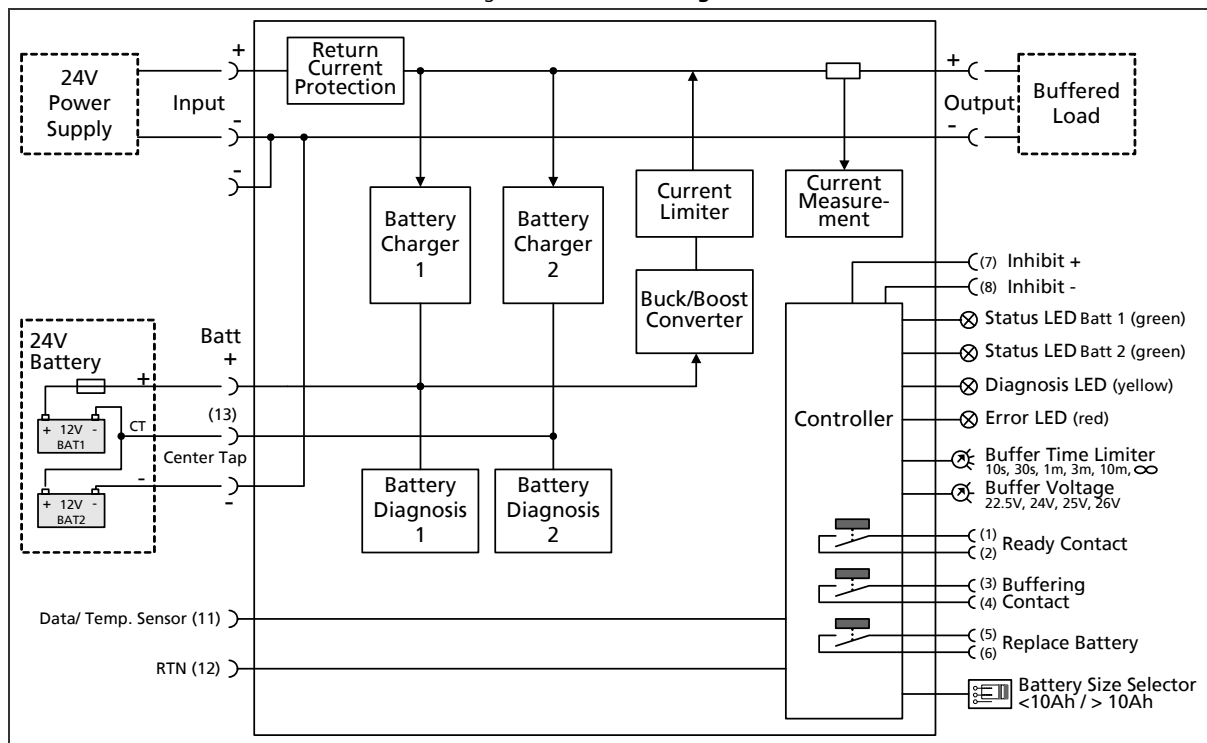 +
24V
Power
Supply
Input
-
-
Return
Current
Protection
+
Output
-
Buffered
Load
Battery
Charger
1
Battery
Charger
2
Current
Limiter
Current
Measure-
ment
Buck/Boost
Converter
24V
Battery
+
+ 12V -
BAT1
CT
-
+ 12V -
BAT2
Batt
+
(13)
Center Tap
-
Battery
Diagnosis
1
Battery
Diagnosis
2
Data/ Temp. Sensor (11)
RTN (12)
Controller
(7) Inhibit +
(8) Inhibit -
Status LED Batt 1 (green)
Status LED Batt 2 (green)
Diagnosis LED (yellow)
Error LED (red)
Buffer Time Limiter
10s, 30s, 1m, 3m, 10m, ∞
Buffer Voltage
22.5V, 24V, 25V, 26V
(1)
(2) Ready Contact
(3) Buffering
(4) Contact
(5)
(6) Replace Battery
Battery Size Selector
<10Ah / > 10Ah